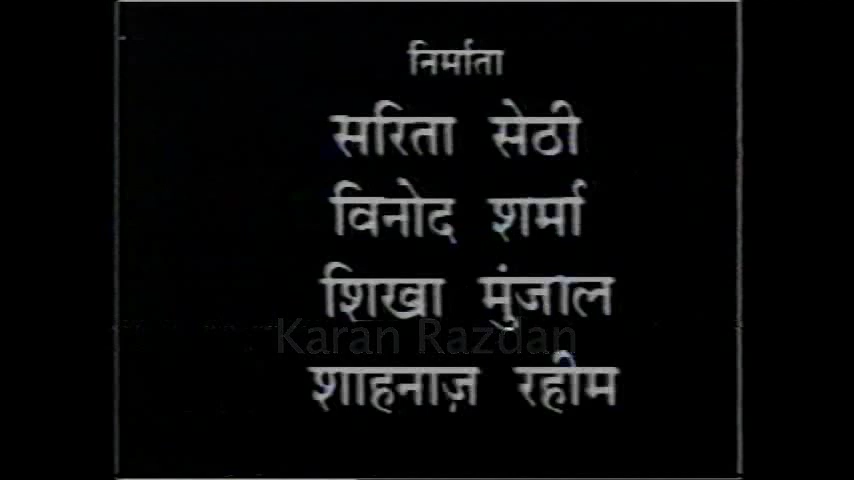 निर्माता
सरिता सेठी
विनोद शर्मा
शिखा मुंजाल
Karan Razdan
शाहनाज़ रहीम